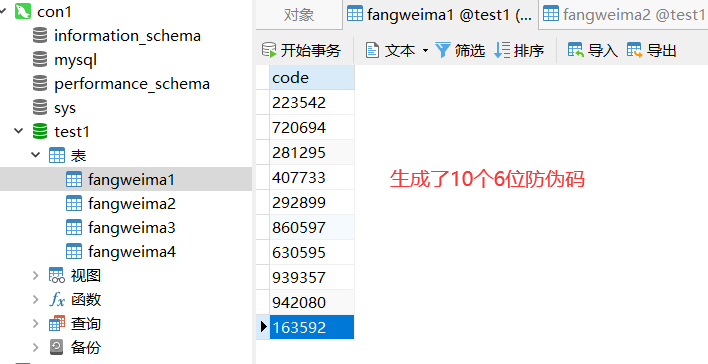 con1
information_schema
mysql
performance_schema
sys
test1
表
fangweima1
fangweima2
fangweima3
fangweima4
视图
函数
查询
备份
对象
fangweima1 @test1 (...
fangweima2 @test1
开始事务
文本
筛选
排序
导入
导出
code
223542
720694
281295
407733
292899
860597
630595
939357
942080
163592
生成了10个6位防伪码